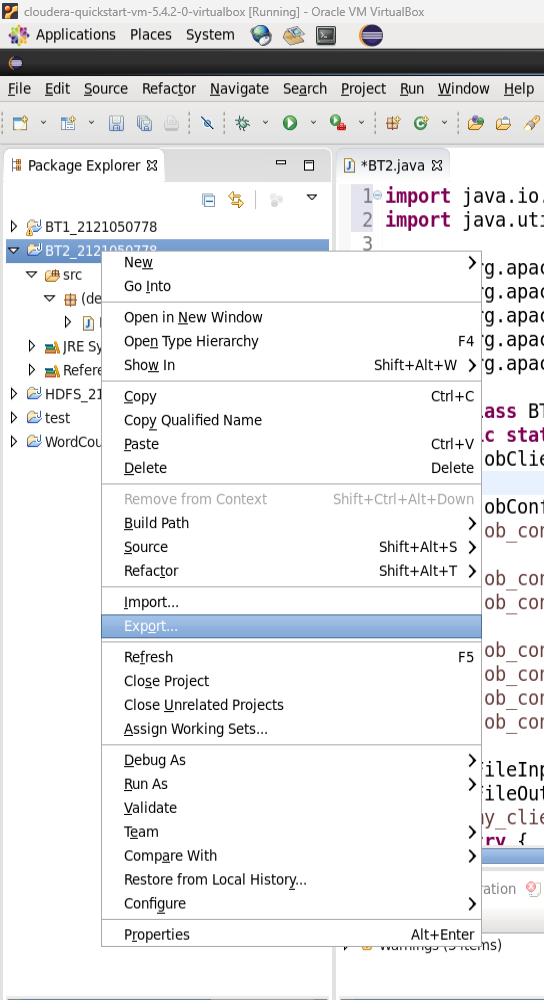 cloudera-quickstart-vm-5.4.2-0-virtualbox [Running] - Oracle VM VirtualBox
Applications Places System
File Edit Source Refactor Navigate Search Project Run Window Help
Package Explorer *BT2.java
1 import java.io.
2 import java.uti
3
BT1_2121050778
BT2_2121050778
src
(de
JRE Sy
Refere
HDFS_21
test
WordCou
New
Go Into
Open in New Window
Open Type Hierarchy F4
Show In Shift+Alt+W
Copy Ctrl+C
Copy Qualified Name
Paste Ctrl+V
Delete Delete
Remove from Context Shift+Ctrl+Alt+Down
Build Path
Source Shift+Alt+S
Refactor Shift+Alt+T
Import...
Export...
Refresh F5
Close Project
Close Unrelated Projects
Assign Working Sets...
Debug As
Run As
Validate
Team
Compare With
Restore from Local History...
Configure
Properties Alt+Enter
rg.apac
rg.apac
rg.apac
rg.apac
rg.apac
lass BT
ic stat
obClie
obConf
ob_con
ob_con
ob_con
ob_con
ob_con
ob_con
ob_con
FileInp
FileOut
my_clie
try {
ration
Warnings (5 items)